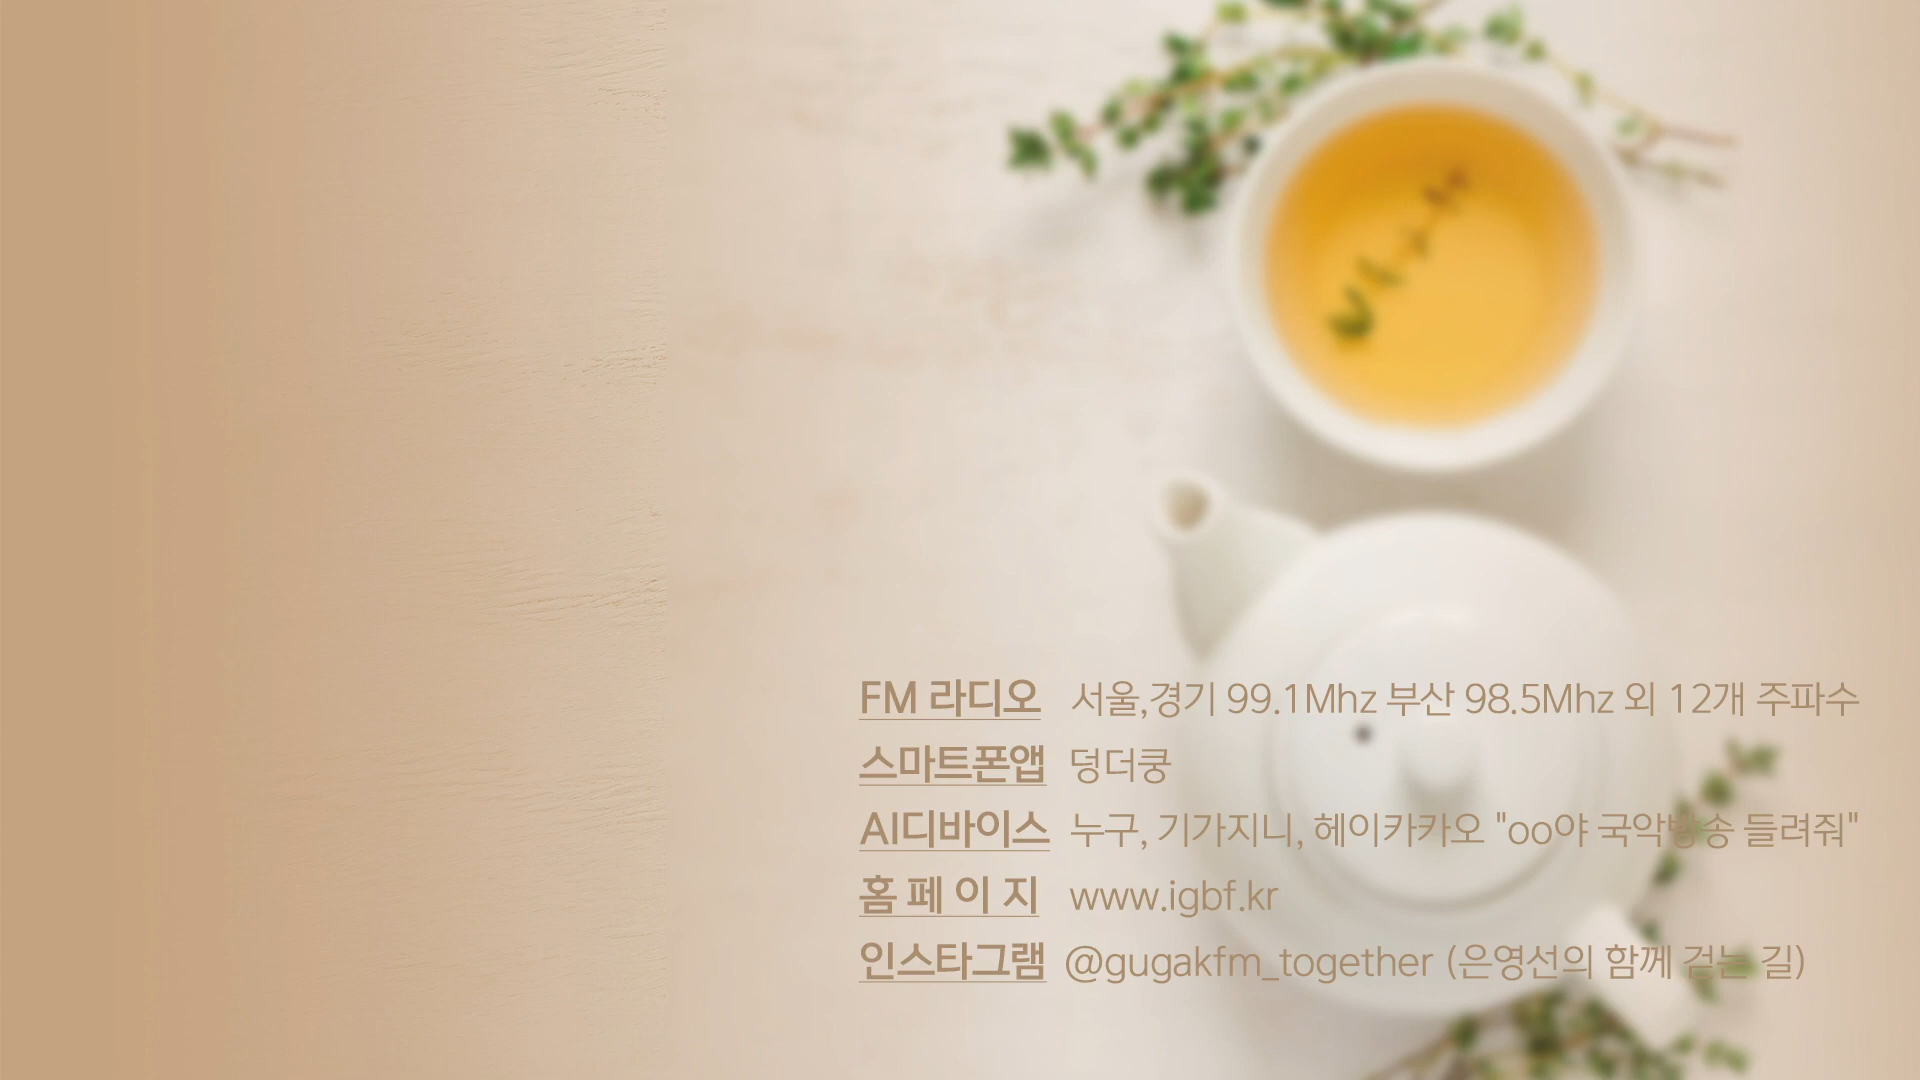 FM 라디오 서울,경기 99.1Mhz 부산 98.5Mhz 외 12개 주파수
스마트폰앱 덩더쿵
AI디바이스 누구, 기가지니, 헤이카카오 "oo야 국악방송 들려줘"
홈 페 이 지 www.igbf.kr
인스타그램 @gugakfm_together (은영선의 함께 걷는 길)